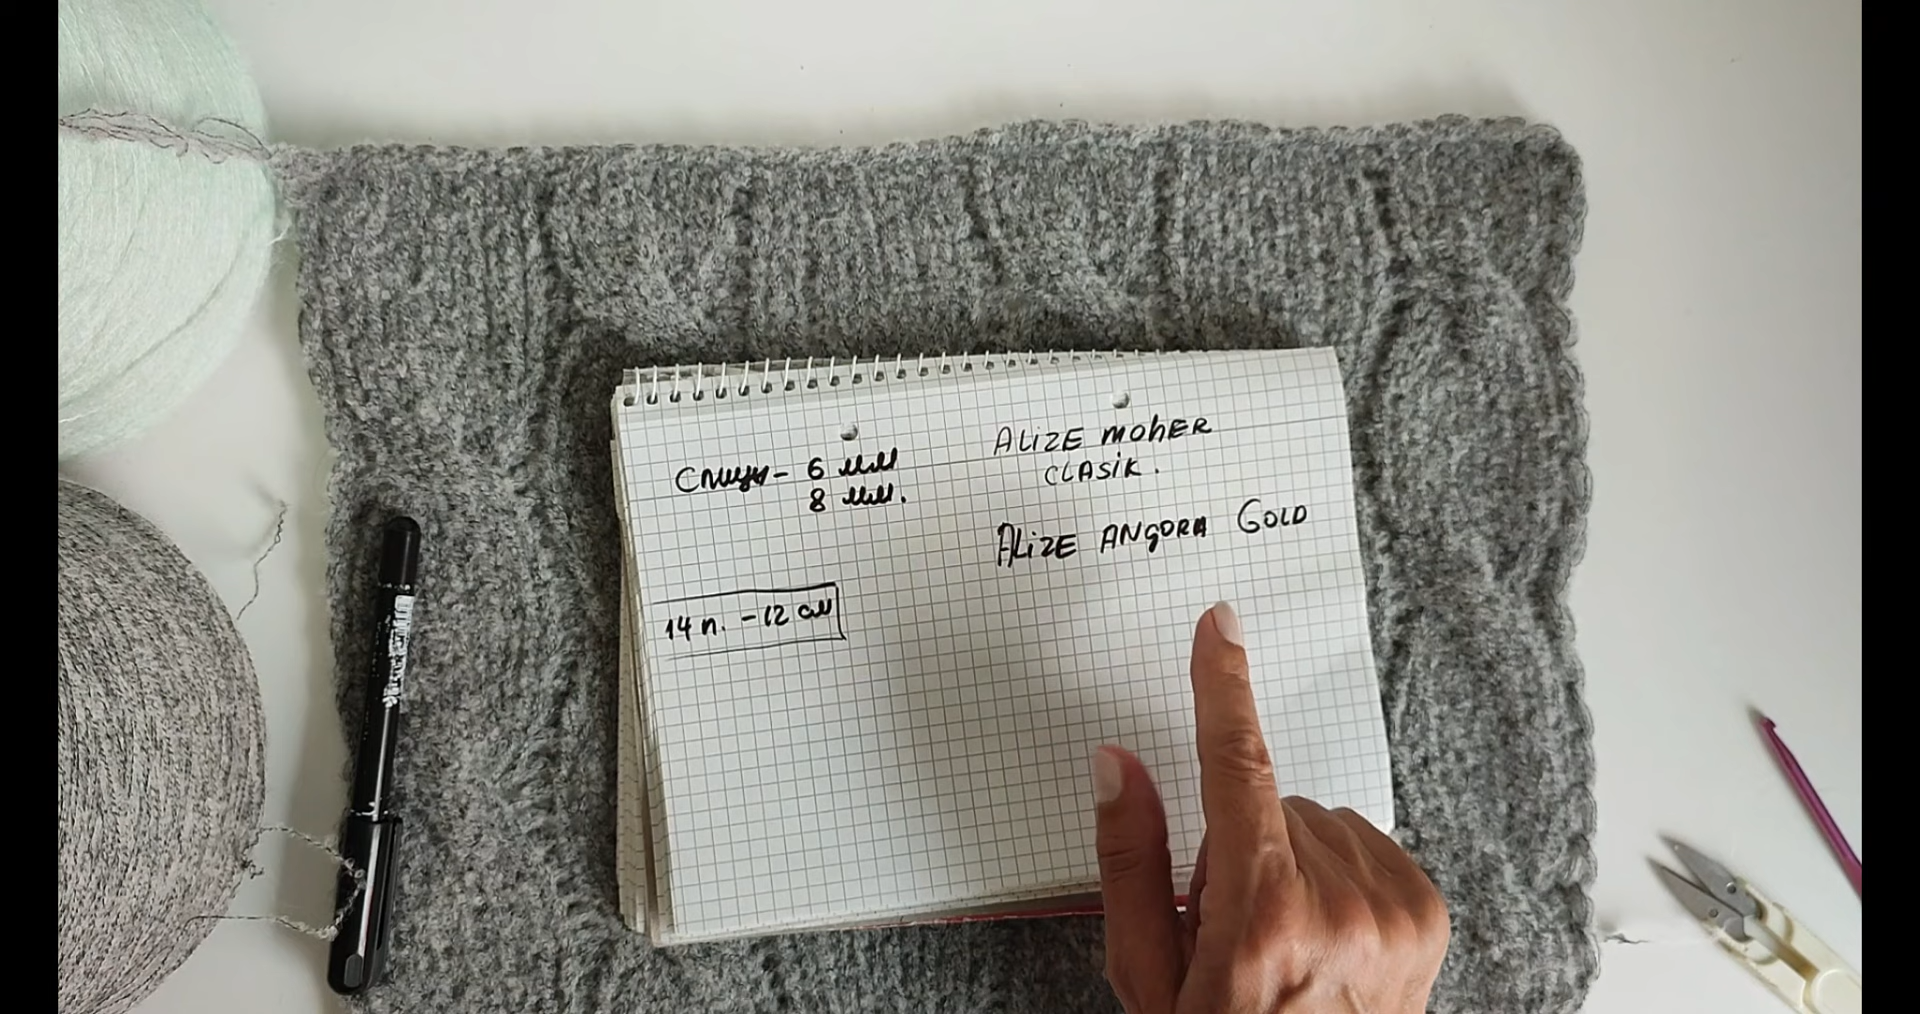 Спицы - 6 мм
8 мм.
14 п. - 12 см
ALIZE MOHER
CLASIK.
ALIZE ANGORA GOLD